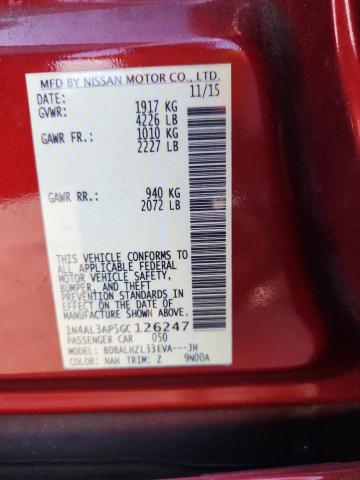 MFD BY NISSAN MOTOR CO., LTD.
DATE: 11/15
GVWR: 1917 KG
4226 LB
GAWR FR.: 1010 KG
2227 LB
GAWR RR.: 940 KG
2072 LB
THIS VEHICLE CONFORMS TO
ALL APPLICABLE FEDERAL
MOTOR VEHICLE SAFETY,
BUMPER, AND THEFT
PREVENTION STANDARDS IN
EFFECT ON THE DATE OF
MANUFACTURE SHOWN ABOVE.
1N4AL3AP5GC126247
PASSENGER CAR 050
MODEL: BDBALHZL33EVA---JH
COLOR: NAH TRIM: Z 9N00A